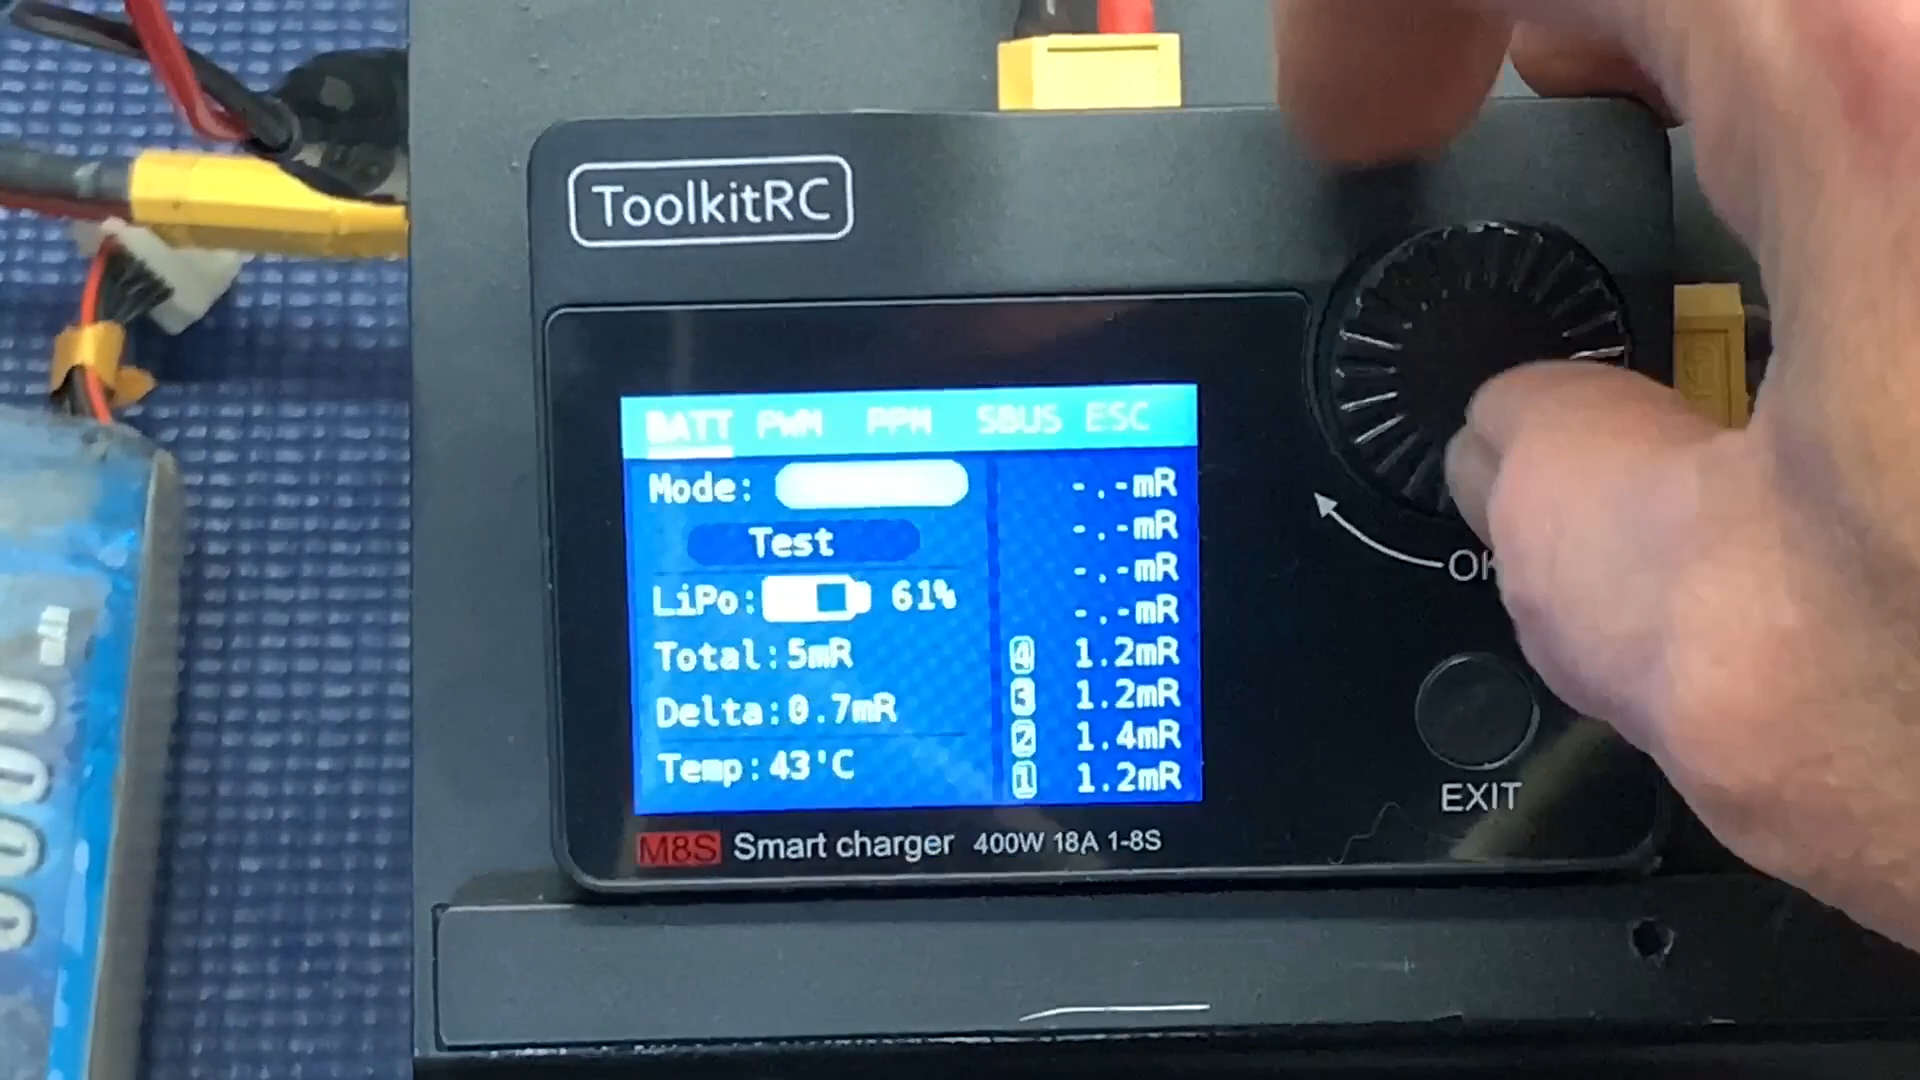 ToolkitRC
BATT PWM PPM SBUS ESC
Mode:
Test
LiPo: 61%
Total:5mR
Delta:0.7mR
Temp:43'C
-.-mR
-.-mR
-.-mR
-.-mR
4 1.2mR
3 1.2mR
2 1.4mR
1 1.2mR
OK
EXIT
M8S Smart charger 400W 18A 1-8S